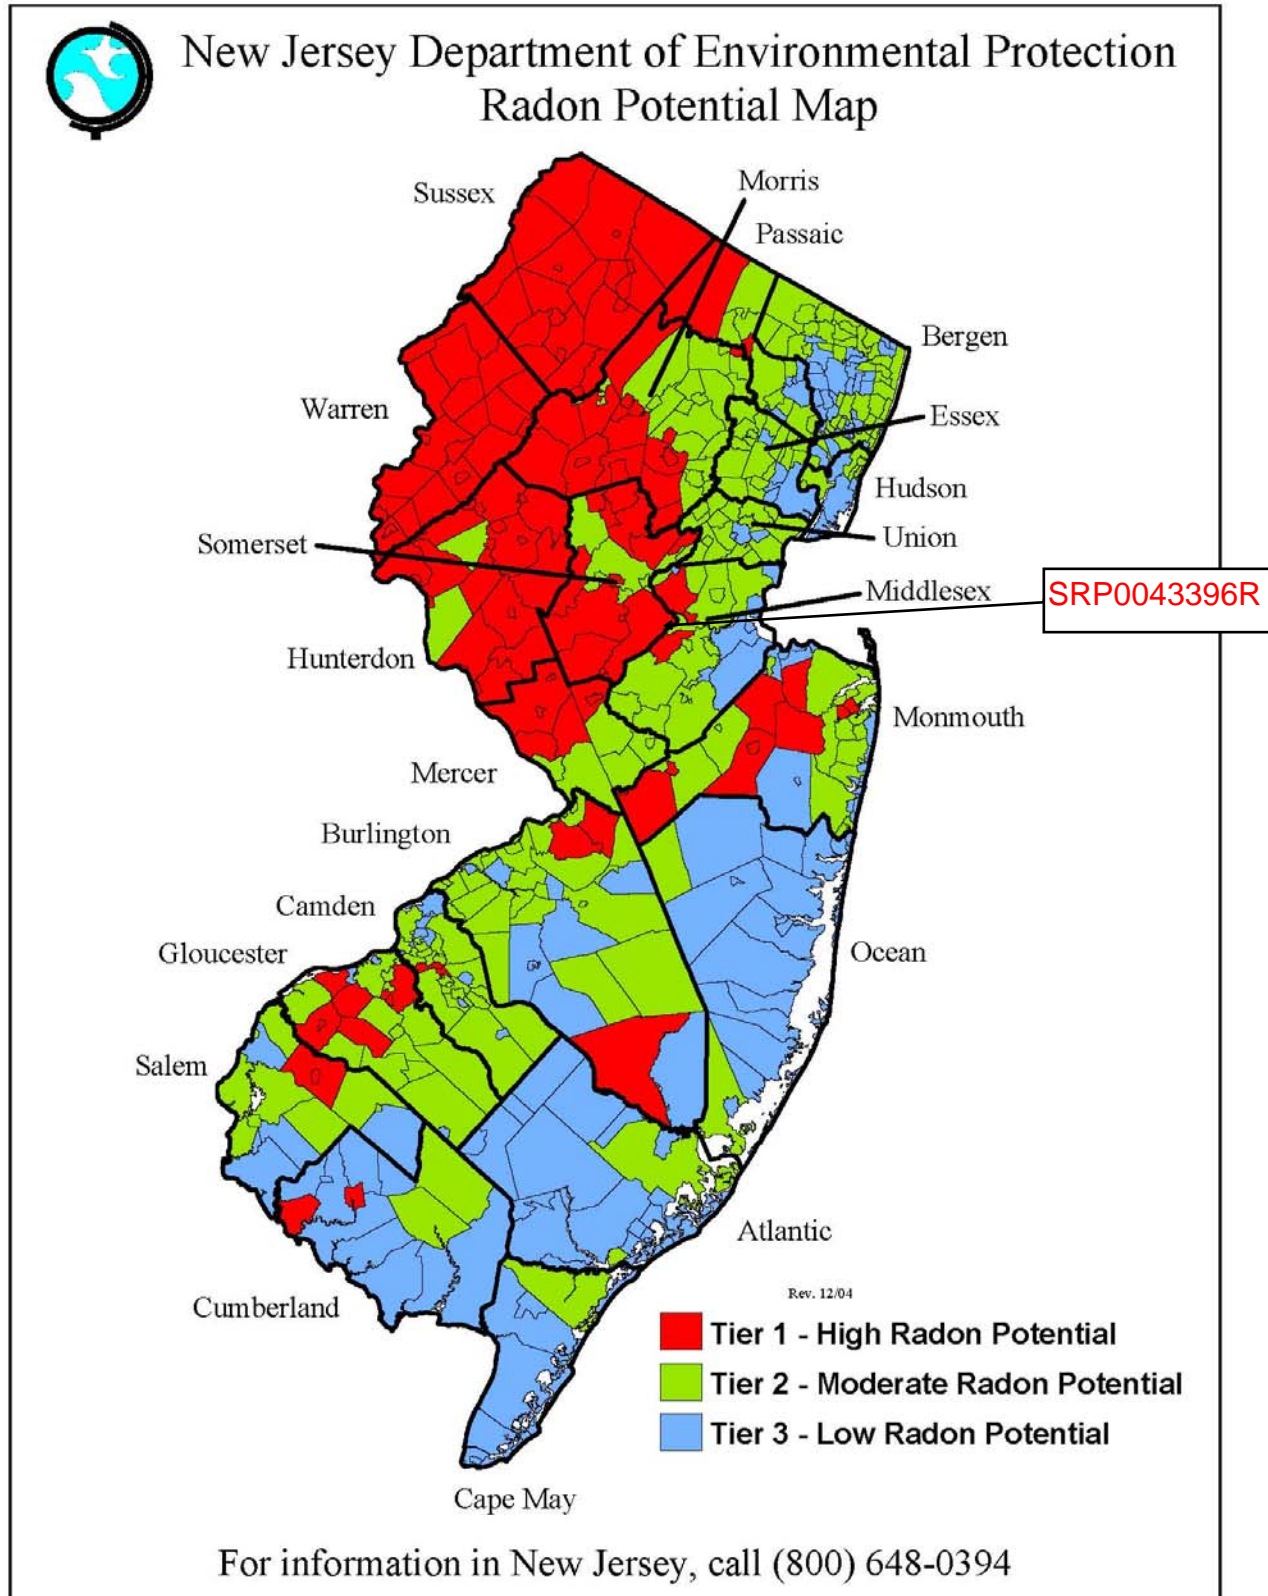 New Jersey Department of Environmental Protection
Radon Potential Map
Morris
Sussex
Passaic
Bergen
Warren
Essex
Hudson
Somerset
Union
Middlesex
SRP0043396R
Hunterdon
Monmouth
Mercer
Burlington
Camden
Gloucester
Ocean
Salem
Atlantic
Cumberland
Rev. 12/04
Tier 1 - High Radon Potential
Tier 2 - Moderate Radon Potential
Tier 3 - Low Radon Potential
Cape May
For information in New Jersey, call (800) 648-0394